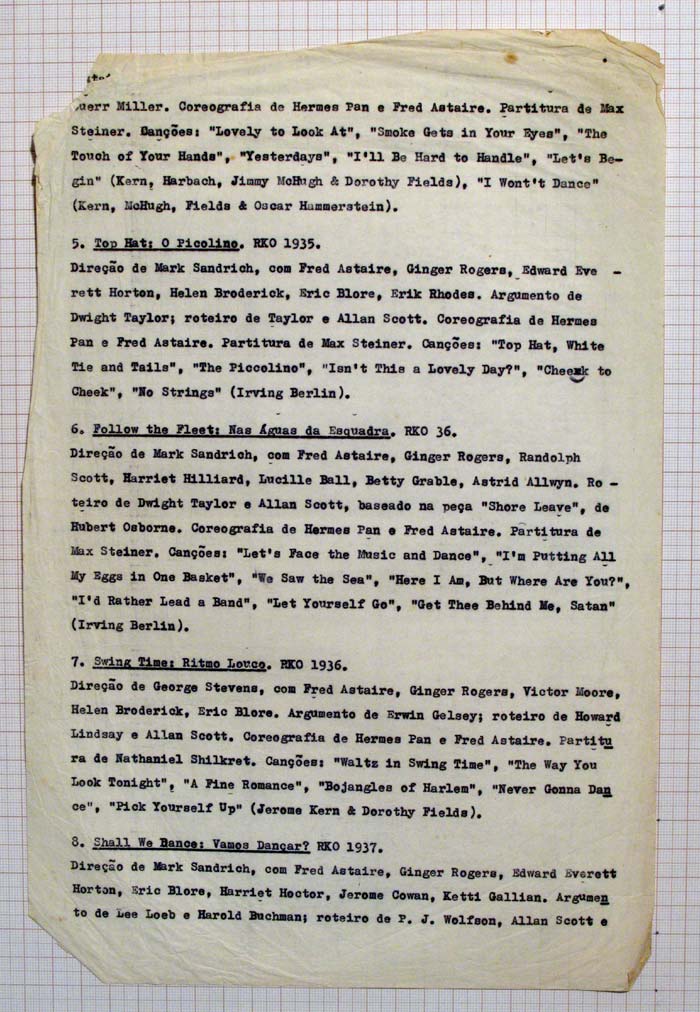 uerr Miller. Coreografia de Hermes Pan e Fred Astaire. Partitura de Max
Steiner. Canções: "Lovely to Look At", "Smoke Gets in Your Eyes", "The
Touch of Your Hands", "Yesterdays", "I'll Be Hard to Handle", "Let's Be-
gin" (Kern, Harbach, Jimmy McHugh & Dorothy Fields), "I Wont't Dance"
(Kern, McHugh, Fields & Oscar Hammerstein).
5. Top Hat: O Picolino. RKO 1935.
Direção de Mark Sandrich, com Fred Astaire, Ginger Rogers, Edward Eve -
rett Horton, Helen Broderick, Eric Blore, Erik Rhodes. Argumento de
Dwight Taylor; roteiro de Taylor e Allan Scott. Coreografia de Hermes
Pan e Fred Astaire. Partitura de Max Steiner. Canções: "Top Hat, White
Tie and Tails", "The Piccolino", "Isn't This a Lovely Day?", "Cheek to
Cheek", "No Strings" (Irving Berlin).
6. Follow the Fleet: Nas Águas da Esquadra. RKO 36.
Direção de Mark Sandrich, com Fred Astaire, Ginger Rogers, Randolph
Scott, Harriet Hilliard, Lucille Ball, Betty Grable, Astrid Allwyn. Ro -
teiro de Dwight Taylor e Allan Scott, baseado na peça "Shore Leave", de
Hubert Osborne. Coreografia de Hermes Pan e Fred Astaire. Partitura de
Max Steiner. Canções: "Let's Face the Music and Dance", "I'm Putting All
My Eggs in One Basket", "We Saw the Sea", "Here I Am, But Where Are You?",
"I'd Rather Lead a Band", "Let Yourself Go", "Get Thee Behind Me, Satan"
(Irving Berlin).
7. Swing Time: Ritmo Louco. RKO 1936.
Direção de George Stevens, com Fred Astaire, Ginger Rogers, Victor Moore,
Helen Broderick, Eric Blore. Argumento de Erwin Gelsey; roteiro de Howard
Lindsay e Allan Scott. Coreografia de Hermes Pan e Fred Astaire. Partitu
ra de Nathaniel Shilkret. Canções: "Waltz in Swing Time", "The Way You
Look Tonight", "A Fine Romance", "Bojangles of Harlem", "Never Gonna Dan
ce", "Pick Yourself Up" (Jerome Kern & Dorothy Fields).
8. Shall We Dance: Vamos Dançar? RKO 1937.
Direção de Mark Sandrich, com Fred Astaire, Ginger Rogers, Edward Everett
Horton, Eric Blore, Harriet Hoctor, Jerome Cowan, Ketti Gallian. Argumen
to de Lee Loeb e Harold Buchman; roteiro de P. J. Wolfson, Allan Scott e